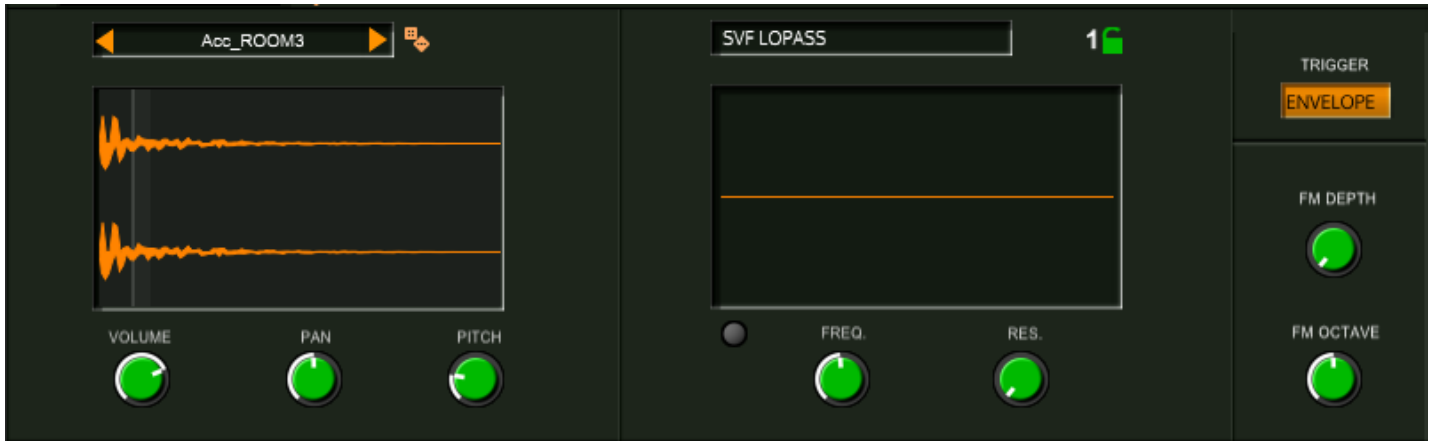 Acc_ROOM3
VOLUME
PAN
PITCH
SVF LOPASS
1
FREQ.
RES.
TRIGGER
ENVELOPE
FM DEPTH
FM OCTAVE